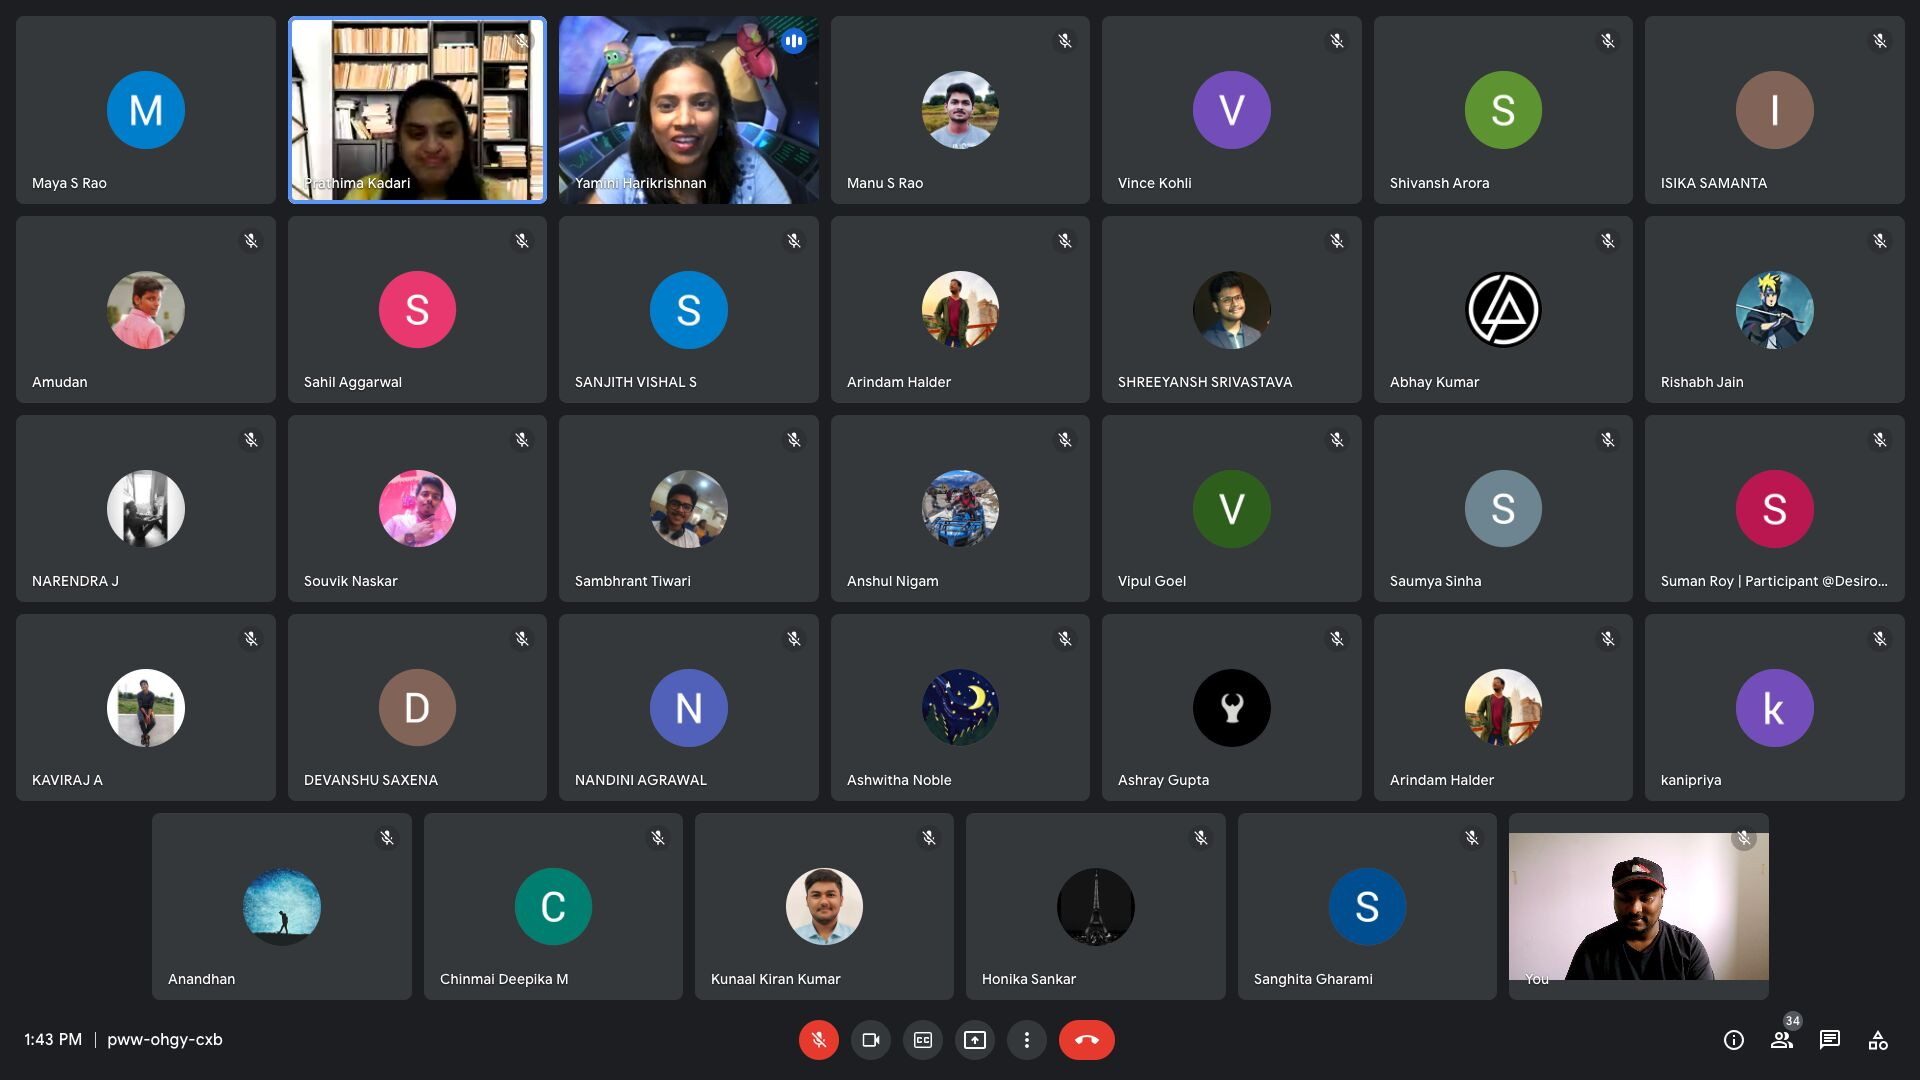 M
Maya S Rao
Prathima Kadari
Yamini Harikrishnan
Manu S Rao
V
Vince Kohli
S
Shivansh Arora
I
ISIKA SAMANTA
Amudan
S
Sahil Aggarwal
S
SANJITH VISHAL S
Arindam Halder
SHREEYANSH SRIVASTAVA
Abhay Kumar
Rishabh Jain
NARENDRA J
Souvik Naskar
Sambhrant Tiwari
Anshul Nigam
V
Vipul Goel
S
Saumya Sinha
S
Suman Roy | Participant @Desiro...
KAVIRAJ A
D
DEVANSHU SAXENA
N
NANDINI AGRAWAL
Ashwitha Noble
Ashray Gupta
Arindam Halder
k
kanipriya
Anandhan
C
Chinmai Deepika M
Kunaal Kiran Kumar
Honika Sankar
S
Sanghita Gharami
You
1:43 PM | pww-ohgy-cxb
CC
34